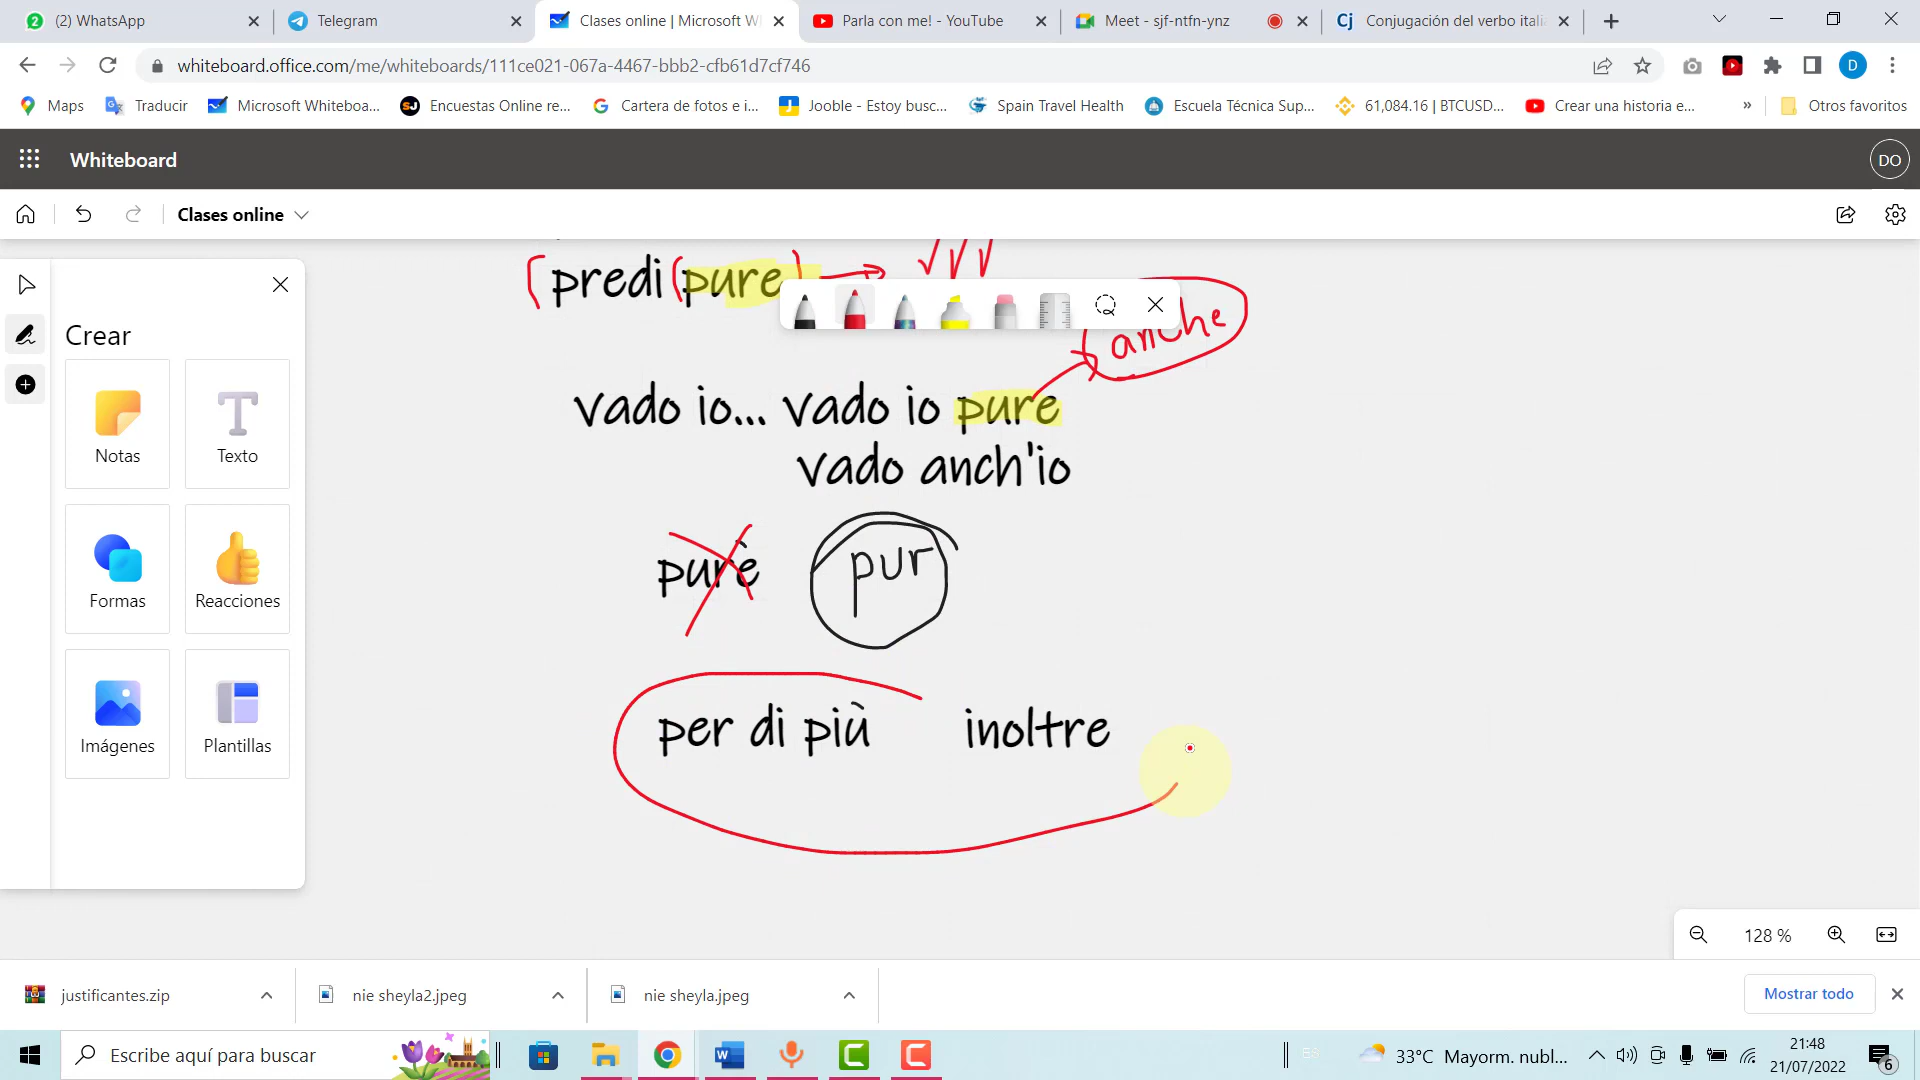 (2) WhatsApp
Telegram
Clases online | Microsoft W
Parla con me! - YouTube
Meet - sjf-ntfn-ynz
Cj Conjugación del verbo itali
whiteboard.office.com/me/whiteboards/111ce021-067a-4467-bbb2-cfb61d7cf746
D
Maps
Traducir
Microsoft Whiteboa...
Encuestas Online re...
Cartera de fotos e i...
Jooble - Estoy busc...
Spain Travel Health
Escuela Técnica Sup...
61,084.16 | BTCUSD...
Crear una historia e...
» Otros favoritos
Whiteboard
DO
Clases online
(predi (pure)
anche
Crear
Notas
Texto
Formas
Reacciones
Imágenes
Plantillas
vado io... vado io pure
vado anch'io
purè pur
per di più inoltre
128 %
justificantes.zip
nie sheyla2.jpeg
nie sheyla.jpeg
Mostrar todo
Escribe aquí para buscar
33°C Mayorm. nubl...
21:48
21/07/2022
6